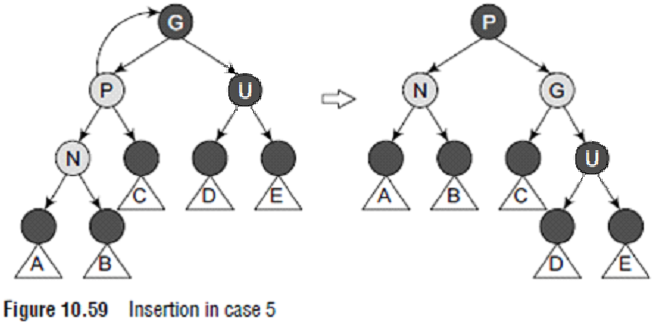 G P
P U N G
N C D E A B C U
A B D E
Figure 10.59 Insertion in case 5